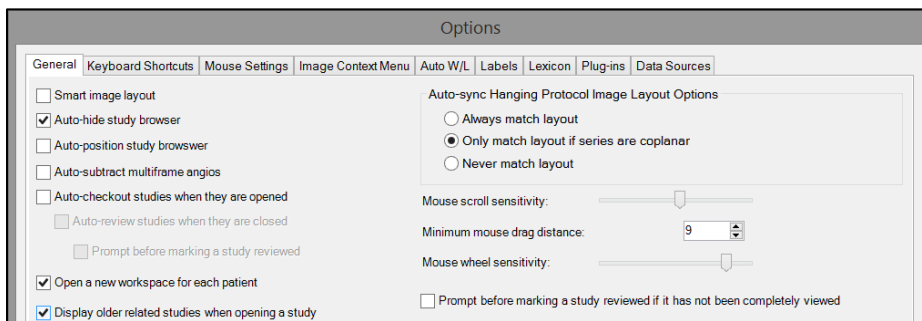 Options
General Keyboard Shortcuts Mouse Settings Image Context Menu Auto W/L Labels Lexicon Plug-ins Data Sources
Smart image layout
Auto-hide study browser
Auto-position study browswer
Auto-subtract multiframe angios
Auto-checkout studies when they are opened
Auto-review studies when they are closed
Prompt before marking a study reviewed
Open a new workspace for each patient
Display older related studies when opening a study
Auto-sync Hanging Protocol Image Layout Options
Always match layout
Only match layout if series are coplanar
Never match layout
Mouse scroll sensitivity:
Minimum mouse drag distance: 9
Mouse wheel sensitivity:
Prompt before marking a study reviewed if it has not been completely viewed